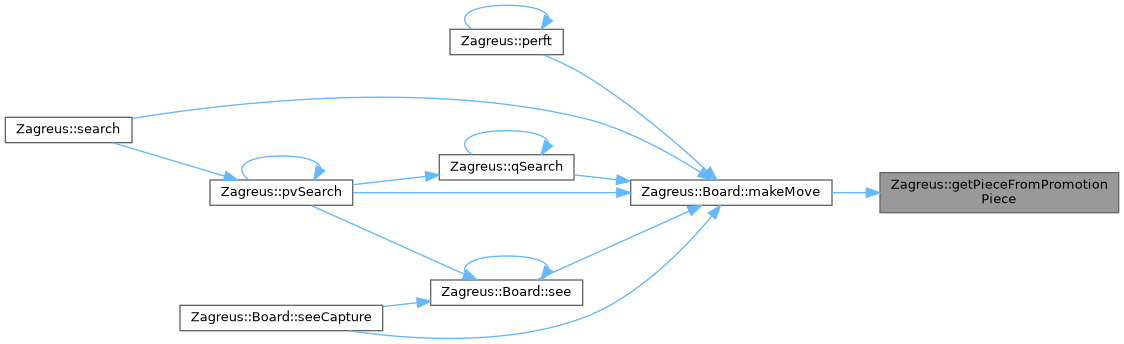 Zagreus::perft
Zagreus::search
Zagreus::qSearch
Zagreus::pvSearch
Zagreus::Board::makeMove
Zagreus::getPieceFromPromotion
Piece
Zagreus::Board::see
Zagreus::Board::seeCapture